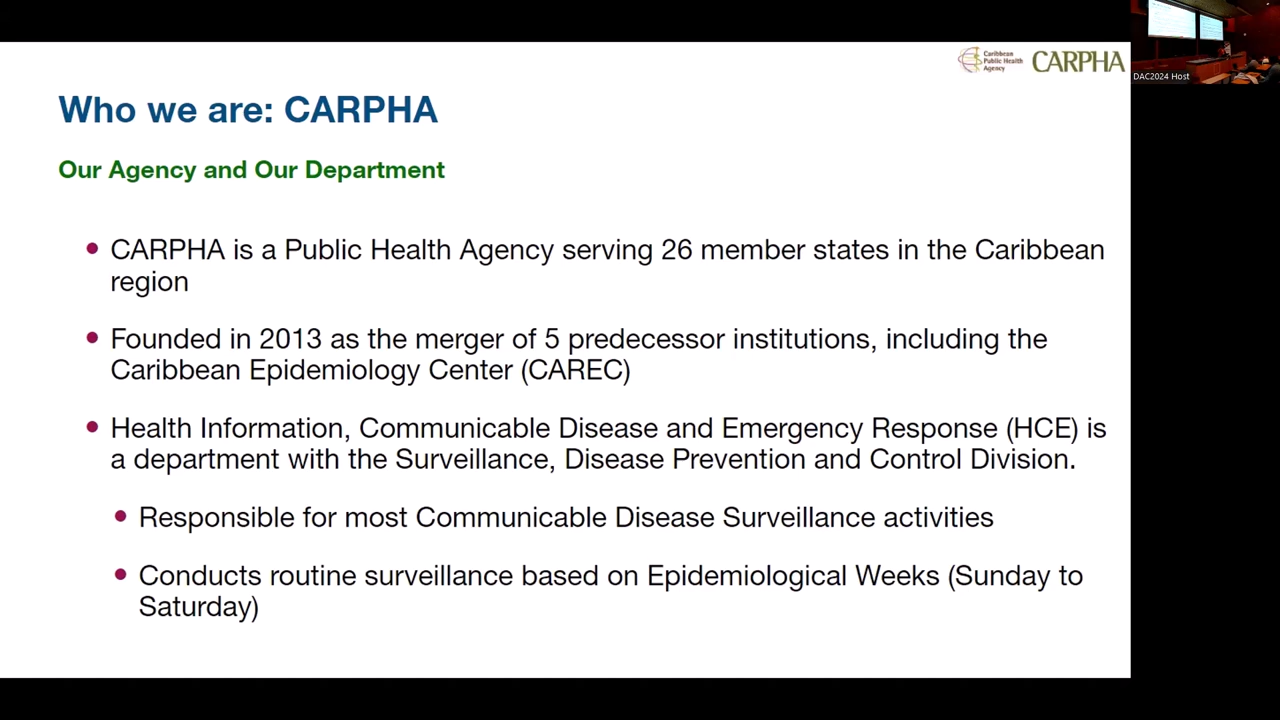 Caribbean
Public Health
Agency
CARPHA
DAC2024 Host
Who we are: CARPHA
Our Agency and Our Department
• CARPHA is a Public Health Agency serving 26 member states in the Caribbean
region
• Founded in 2013 as the merger of 5 predecessor institutions, including the
Caribbean Epidemiology Center (CAREC)
• Health Information, Communicable Disease and Emergency Response (HCE) is
a department with the Surveillance, Disease Prevention and Control Division.
• Responsible for most Communicable Disease Surveillance activities
• Conducts routine surveillance based on Epidemiological Weeks (Sunday to
Saturday)